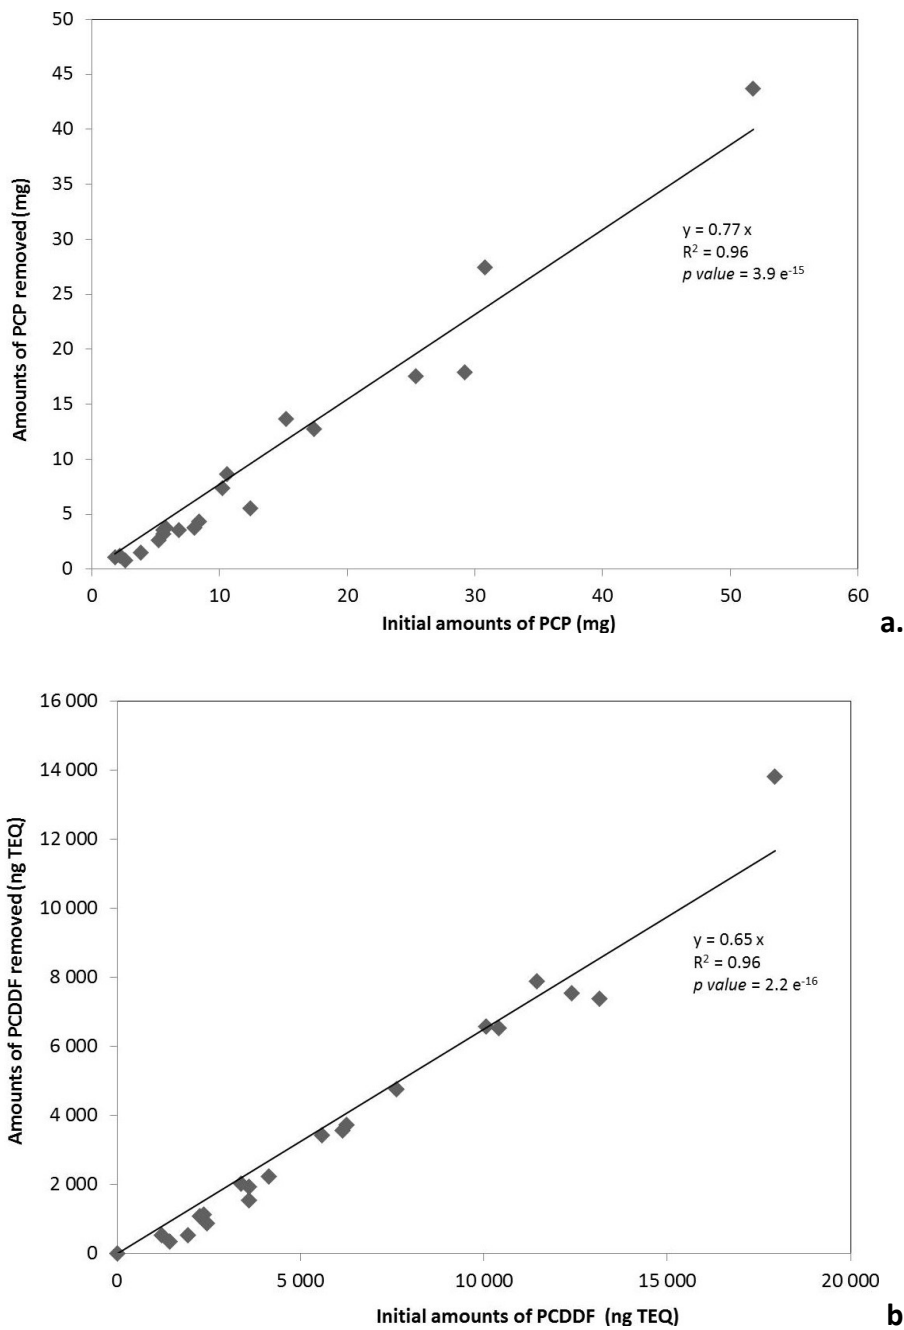 50
45
40
35
30
25
20
15
10
5
0
Amounts of PCP removed (mg)
y = 0.77 x
R² = 0.96
p value = 3.9 e⁻¹⁵
0 10 20 30 40 50 60
Initial amounts of PCP (mg)
a.
16 000
14 000
12 000
10 000
8 000
6 000
4 000
2 000
0
Amounts of PCDDF removed (ng TEQ)
y = 0.65 x
R² = 0.96
p value = 2.2 e⁻¹⁶
0 5 000 10 000 15 000 20 000
Initial amounts of PCDDF (ng TEQ)
b